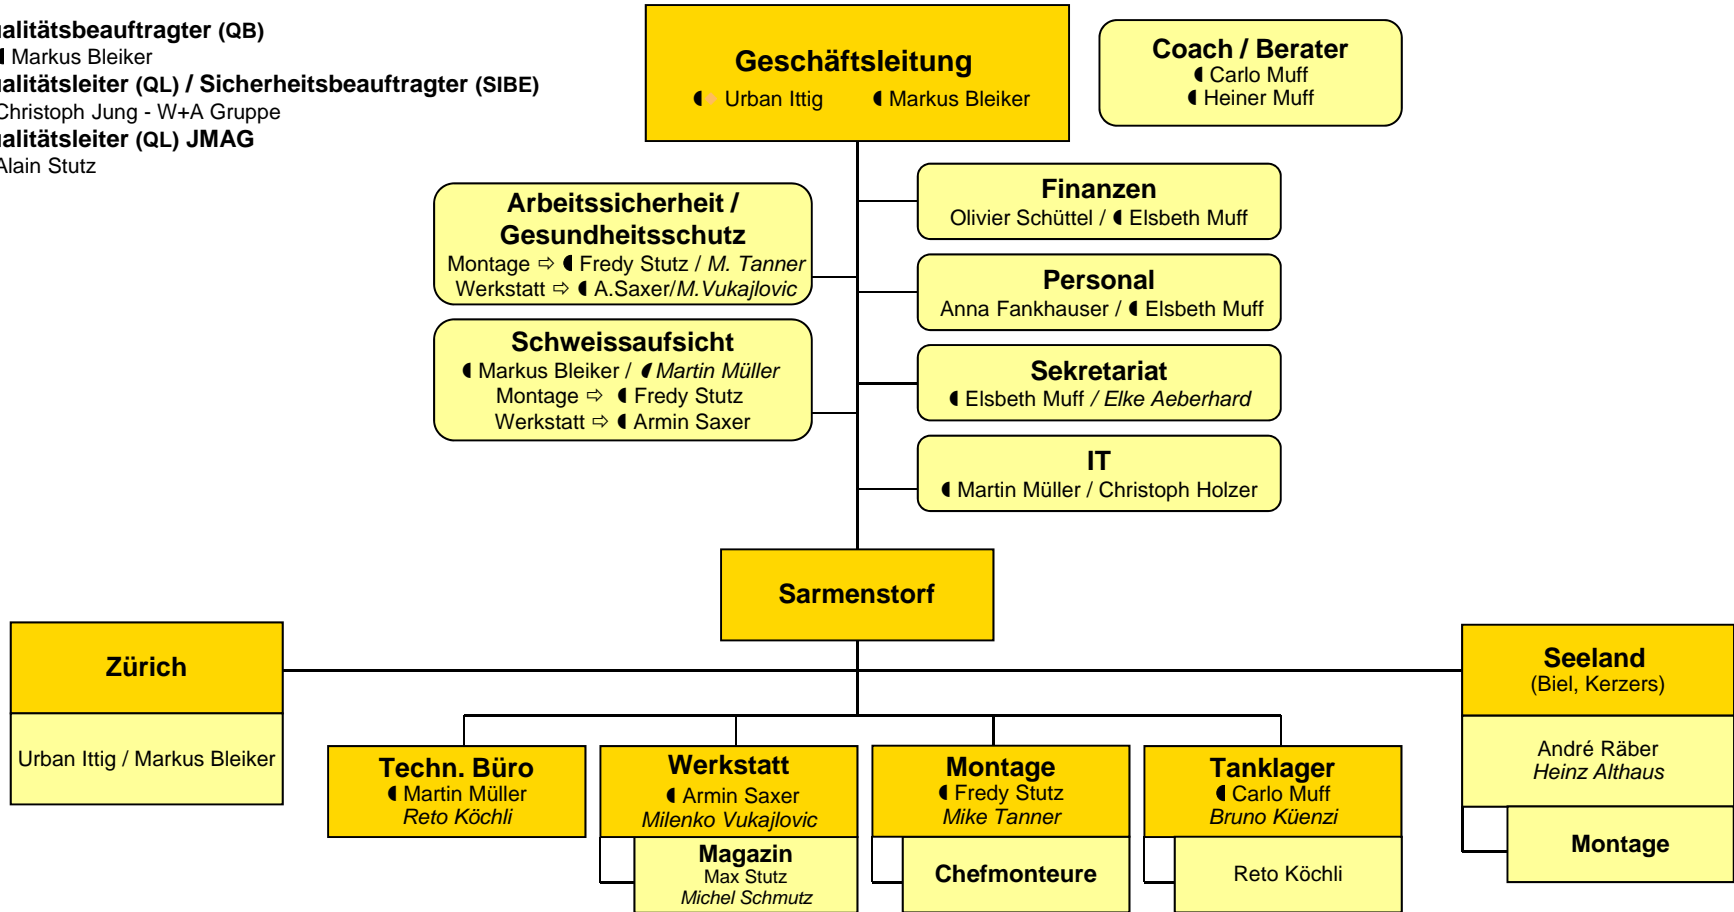 ualitätsbeauftragter (QB)
Markus Bleiker
ualitätsleiter (QL) / Sicherheitsbeauftragter (SIBE)
Christoph Jung - W+A Gruppe
ualitätsleiter (QL) JMAG
Alain Stutz
Geschäftsleitung
Urban Ittig Markus Bleiker
Coach / Berater
Carlo Muff
Heiner Muff
Arbeitssicherheit /
Gesundheitsschutz
Montage ⇨ Fredy Stutz / M. Tanner
Werkstatt ⇨ A.Saxer/M.Vukajlovic
Schweissaufsicht
Markus Bleiker / Martin Müller
Montage ⇨ Fredy Stutz
Werkstatt ⇨ Armin Saxer
Finanzen
Olivier Schüttel / Elsbeth Muff
Personal
Anna Fankhauser / Elsbeth Muff
Sekretariat
Elsbeth Muff / Elke Aeberhard
IT
Martin Müller / Christoph Holzer
Sarmenstorf
Zürich
Urban Ittig / Markus Bleiker
Techn. Büro
Martin Müller
Reto Köchli
Werkstatt
Armin Saxer
Milenko Vukajlovic
Magazin
Max Stutz
Michel Schmutz
Montage
Fredy Stutz
Mike Tanner
Chefmonteure
Tanklager
Carlo Muff
Bruno Küenzi
Reto Köchli
Seeland
(Biel, Kerzers)
André Räber
Heinz Althaus
Montage